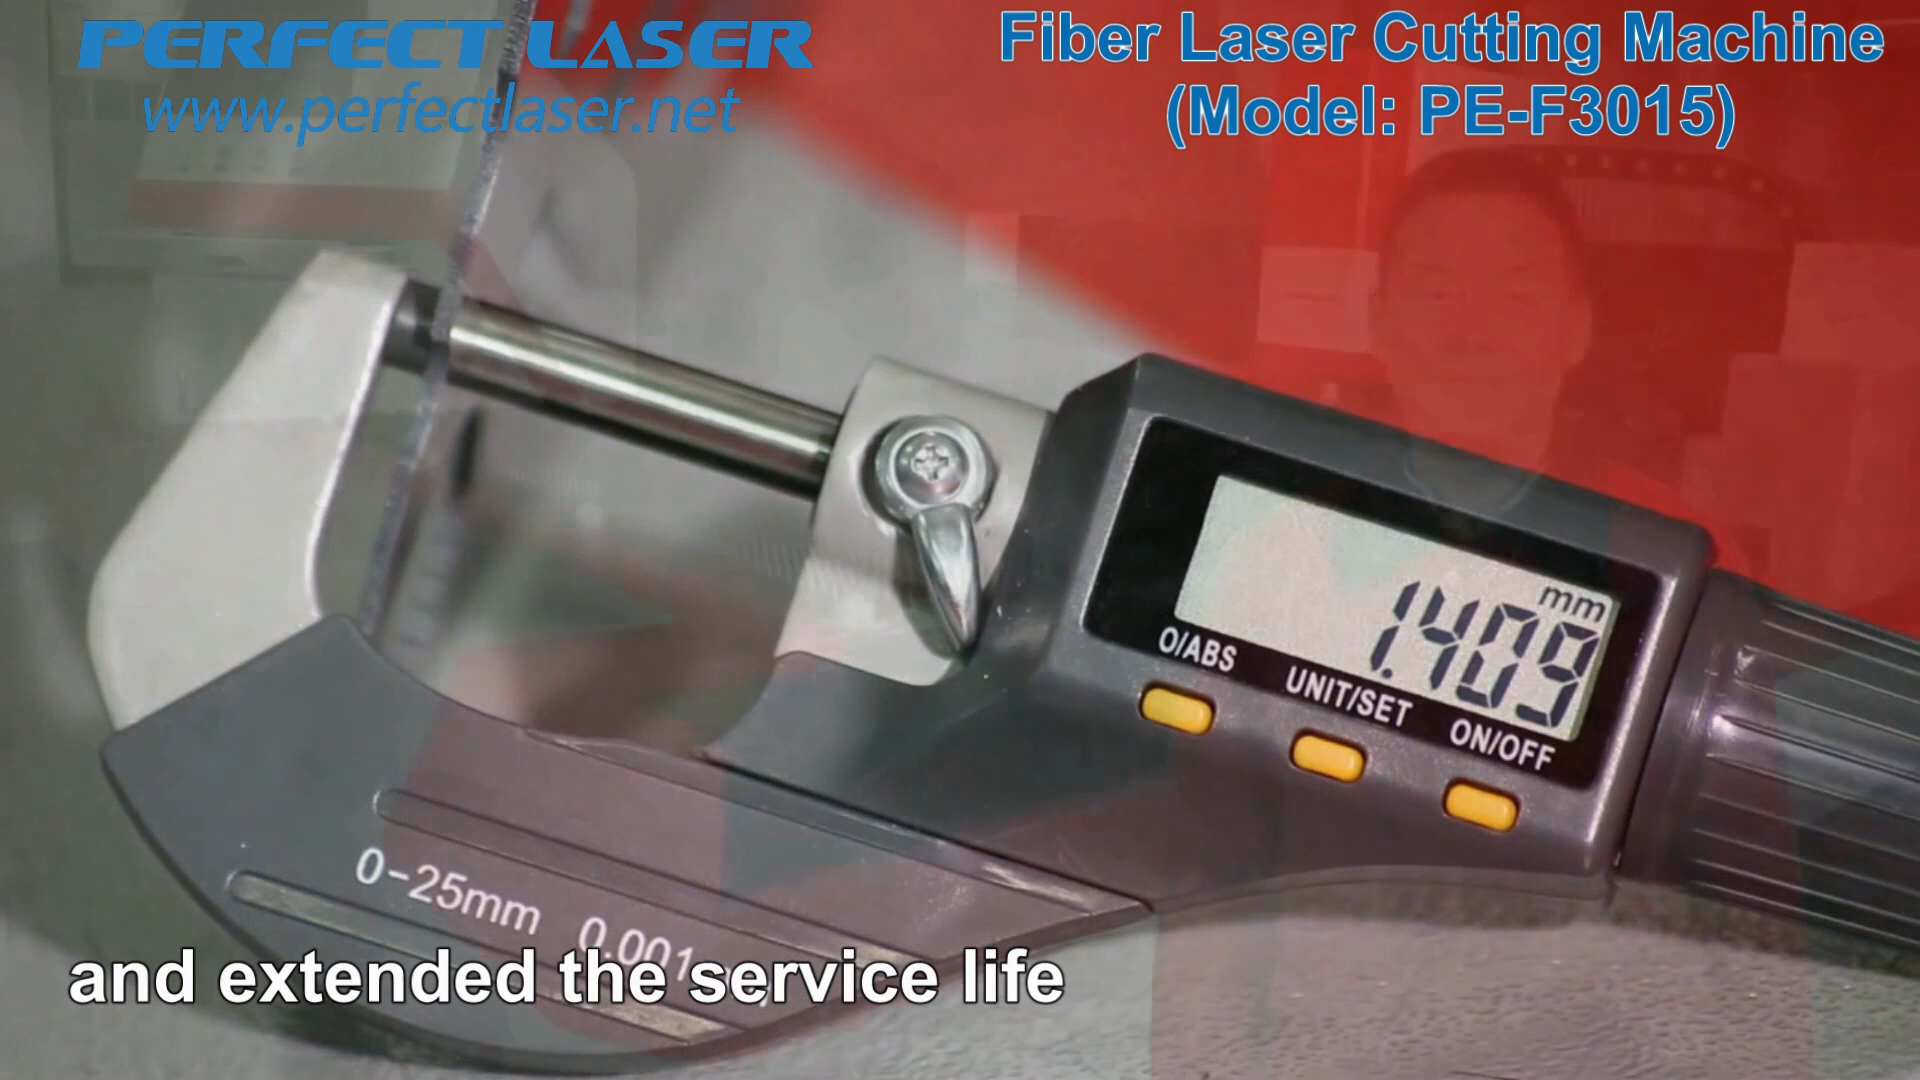 PERFECT LASER
www.perfectlaser.net
Fiber Laser Cutting Machine
(Model: PE-F3015)
mm
1.409
O/ABS
UNIT/SET
ON/OFF
0-25mm 0.001
and extended the service life